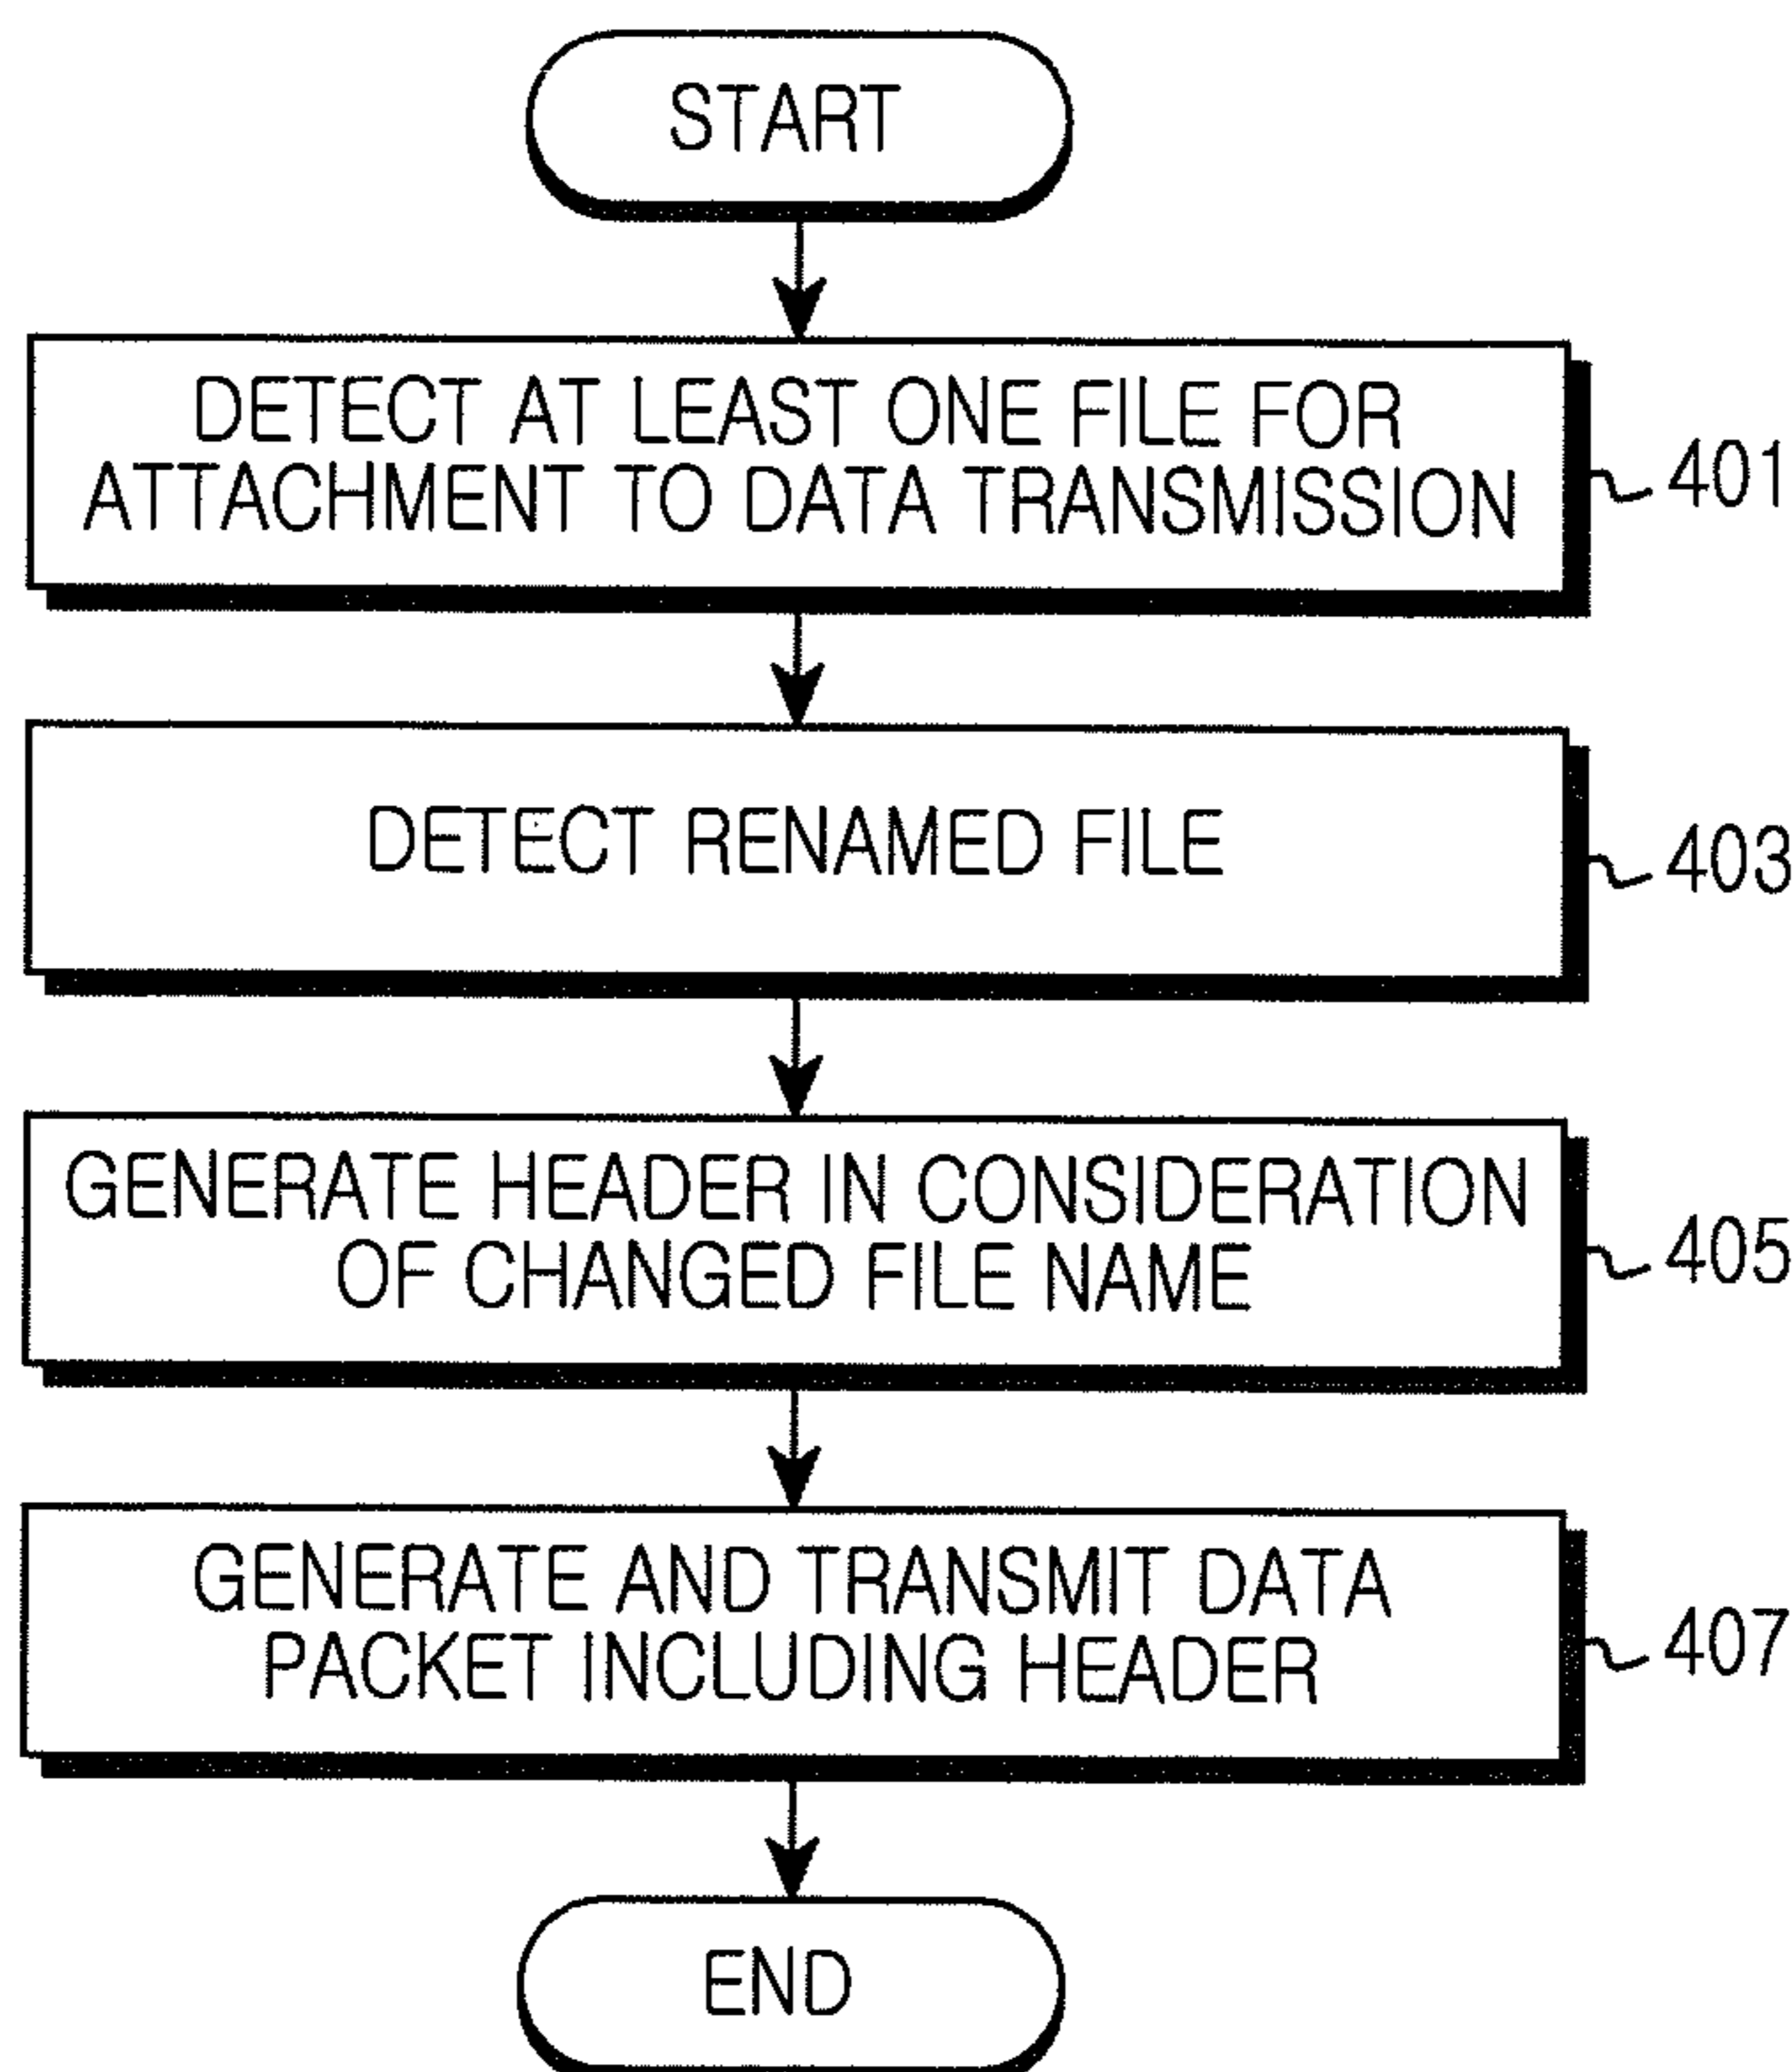 START
DETECT AT LEAST ONE FILE FOR
ATTACHMENT TO DATA TRANSMISSION
401
DETECT RENAMED FILE
403
GENERATE HEADER IN CONSIDERATION
OF CHANGED FILE NAME
405
GENERATE AND TRANSMIT DATA
PACKET INCLUDING HEADER
407
END